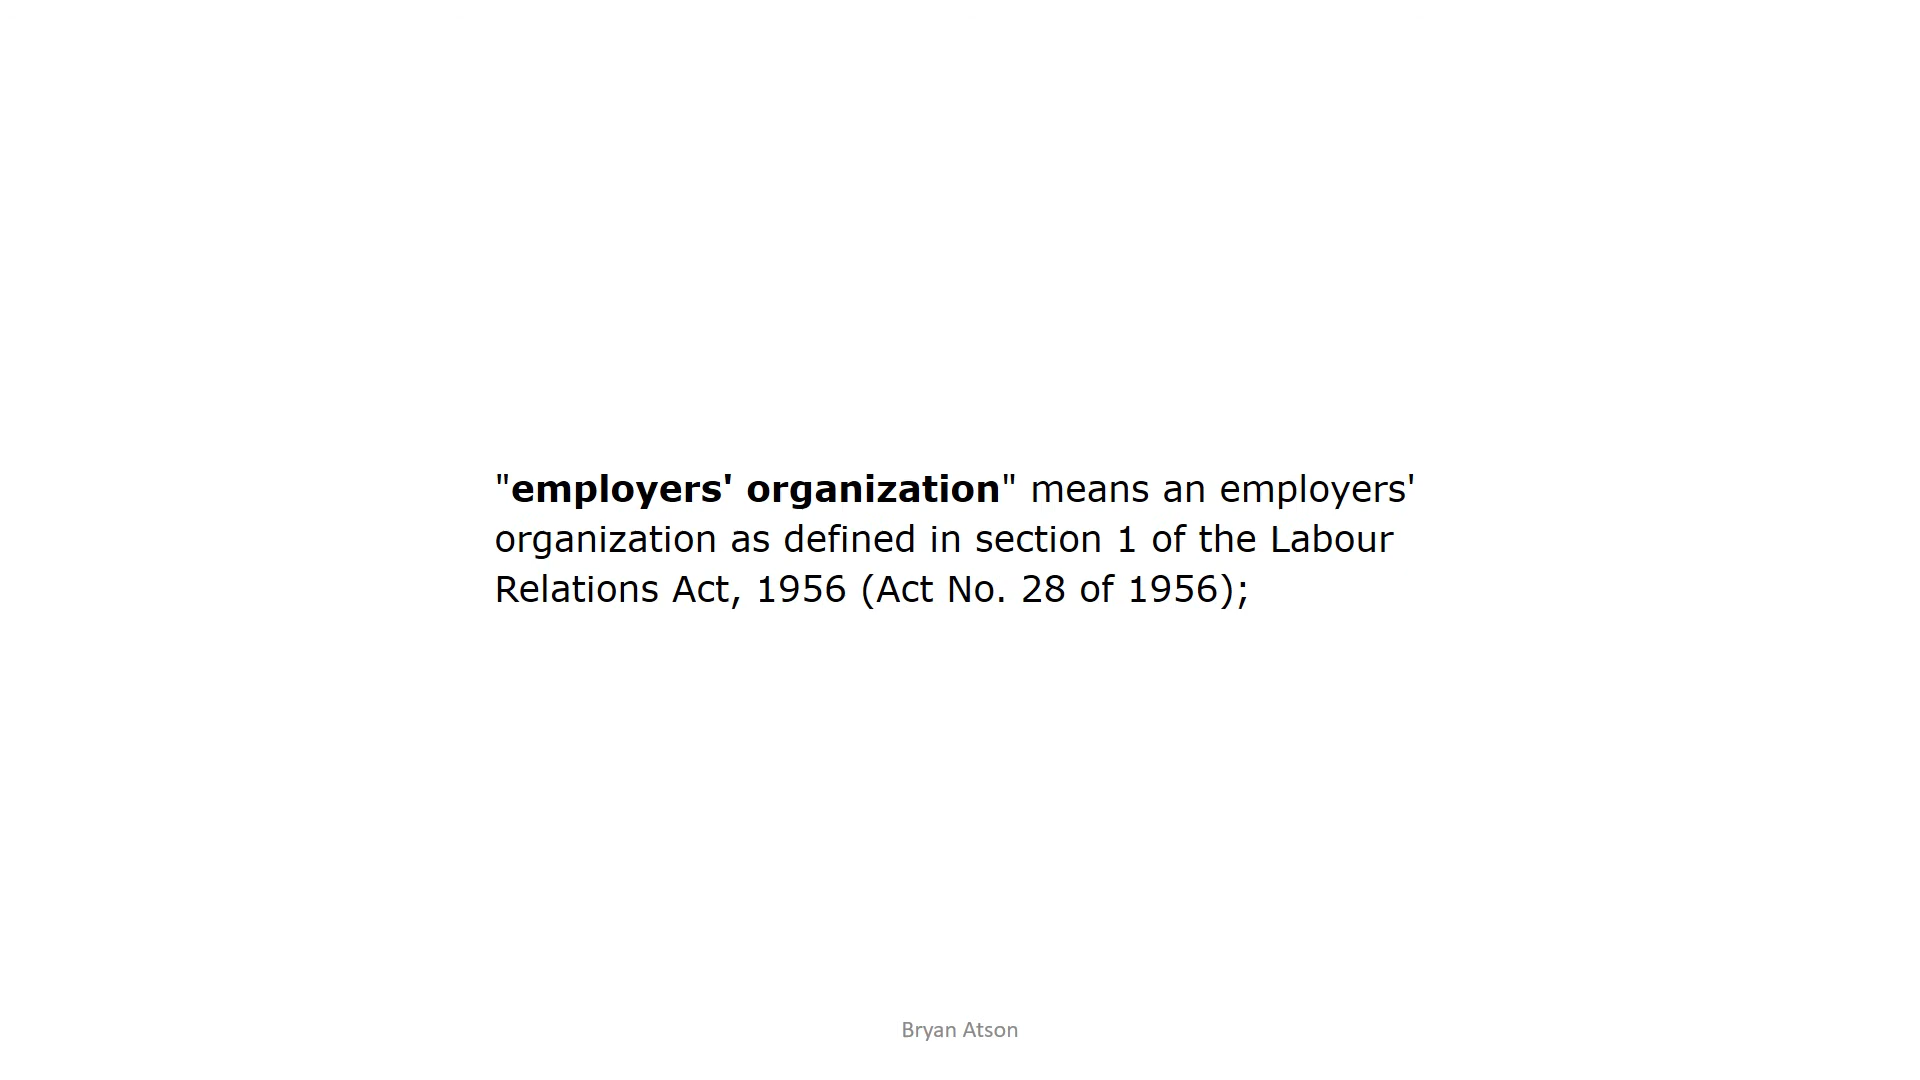 "employers' organization" means an employers'
organization as defined in section 1 of the Labour
Relations Act, 1956 (Act No. 28 of 1956);
Bryan Atson